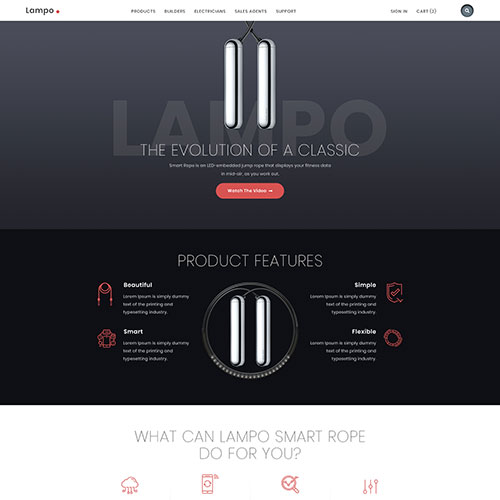 Lampo
PRODUCTS BUILDERS ELECTRICIANS SALES AGENTS SUPPORT SIGN IN CART (2)
LAMPO
THE EVOLUTION OF A CLASSIC
Smart Rope is an LED-embedded jump rope that displays your fitness data
in mid-air, as you work out.
Watch The Video
PRODUCT FEATURES
Beautiful
Lorem Ipsum is simply dummy
text of the printing and
typesetting industry.
Simple
Lorem Ipsum is simply dummy
text of the printing and
typesetting industry.
Smart
Lorem Ipsum is simply dummy
text of the printing and
typesetting industry.
Flexible
Lorem Ipsum is simply dummy
text of the printing and
typesetting industry.
WHAT CAN LAMPO SMART ROPE
DO FOR YOU?